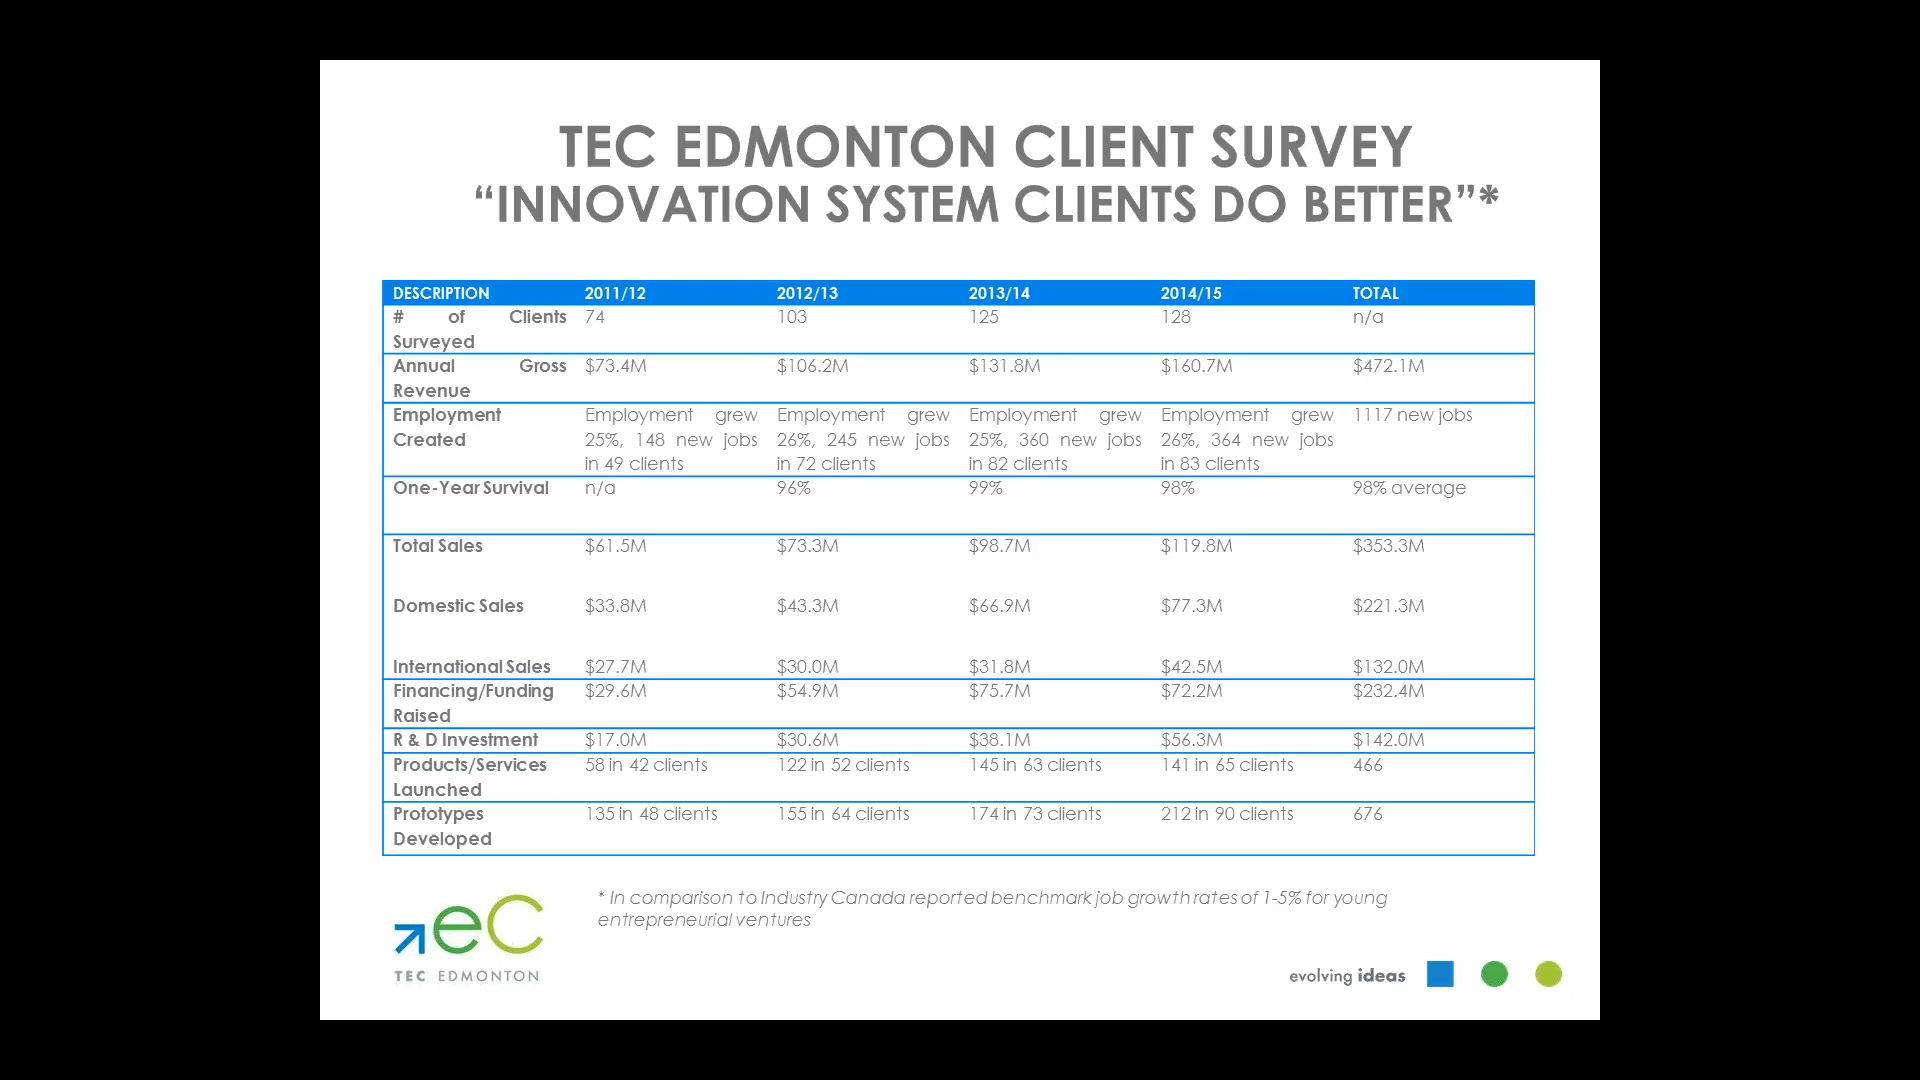 TEC EDMONTON CLIENT SURVEY
“INNOVATION SYSTEM CLIENTS DO BETTER”*
DESCRIPTION 2011/12 2012/13 2013/14 2014/15 TOTAL
# of Clients Surveyed 74 103 125 128 n/a
Annual Gross Revenue $73.4M $106.2M $131.8M $160.7M $472.1M
Employment Created Employment grew 25%, 148 new jobs in 49 clients Employment grew 26%, 245 new jobs in 72 clients Employment grew 25%, 360 new jobs in 82 clients Employment grew 26%, 364 new jobs in 83 clients 1117 new jobs
One-Year Survival n/a 96% 99% 98% 98% average
Total Sales $61.5M $73.3M $98.7M $119.8M $353.3M
Domestic Sales $33.8M $43.3M $66.9M $77.3M $221.3M
International Sales $27.7M $30.0M $31.8M $42.5M $132.0M
Financing/Funding Raised $29.6M $54.9M $75.7M $72.2M $232.4M
R & D Investment $17.0M $30.6M $38.1M $56.3M $142.0M
Products/Services Launched 58 in 42 clients 122 in 52 clients 145 in 63 clients 141 in 65 clients 466
Prototypes Developed 135 in 48 clients 155 in 64 clients 174 in 73 clients 212 in 90 clients 676
* In comparison to Industry Canada reported benchmark job growth rates of 1-5% for young
entrepreneurial ventures
eC
TEC EDMONTON
evolving ideas